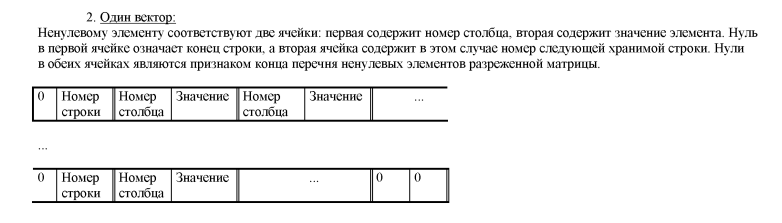 2. Один вектор:
Ненулевому элементу соответствуют две ячейки: первая содержит номер столбца, вторая содержит значение элемента. Нуль
в первой ячейке означает конец строки, а вторая ячейка содержит в этом случае номер следующей хранимой строки. Нули
в обеих ячейках являются признаком конца перечня ненулевых элементов разреженной матрицы.
0 Номер Номер Значение Номер Значение ...
строки столбца столбца
...
0 Номер Номер Значение ... 0 0
строки столбца